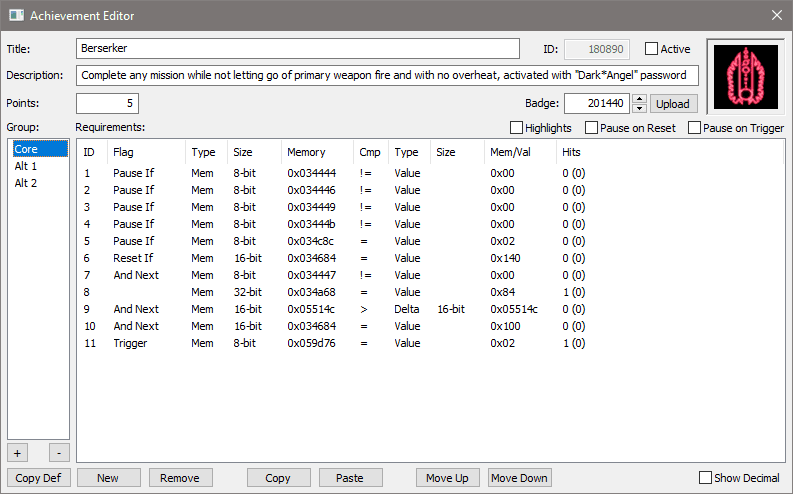 Achievement Editor
Title: Berserker ID: 180890 Active
Description: Complete any mission while not letting go of primary weapon fire and with no overheat, activated with "Dark*Angel" password
Points: 5 Badge: 201440 Upload
Group: Requirements: Highlights Pause on Reset Pause on Trigger
Core
Alt 1
Alt 2
ID Flag Type Size Memory Cmp Type Size Mem/Val Hits
1 Pause If Mem 8-bit 0x034444 != Value 0x00 0 (0)
2 Pause If Mem 8-bit 0x034446 != Value 0x00 0 (0)
3 Pause If Mem 8-bit 0x034449 != Value 0x00 0 (0)
4 Pause If Mem 8-bit 0x03444b != Value 0x00 0 (0)
5 Pause If Mem 8-bit 0x034c8c = Value 0x02 0 (0)
6 Reset If Mem 16-bit 0x034684 = Value 0x140 0 (0)
7 And Next Mem 8-bit 0x034447 != Value 0x00 0 (0)
8 Mem 32-bit 0x034a68 = Value 0x84 1 (0)
9 And Next Mem 16-bit 0x05514c > Delta 16-bit 0x05514c 0 (0)
10 And Next Mem 16-bit 0x034684 = Value 0x100 0 (0)
11 Trigger Mem 8-bit 0x059d76 = Value 0x02 1 (0)
+ -
Copy Def New Remove Copy Paste Move Up Move Down Show Decimal